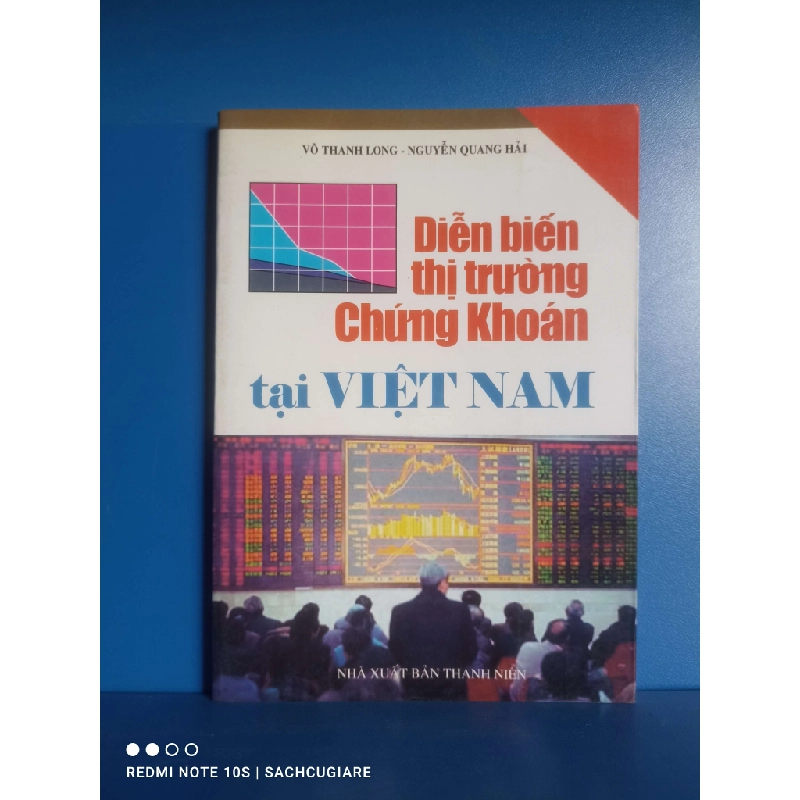 VÕ THANH LONG - NGUYỄN QUANG HẢI
Diễn biến
thị trường
Chứng Khoán
tại VIỆT NAM
NHÀ XUẤT BẢN THANH NIÊN
REDMI NOTE 10S | SACHCUGIARE